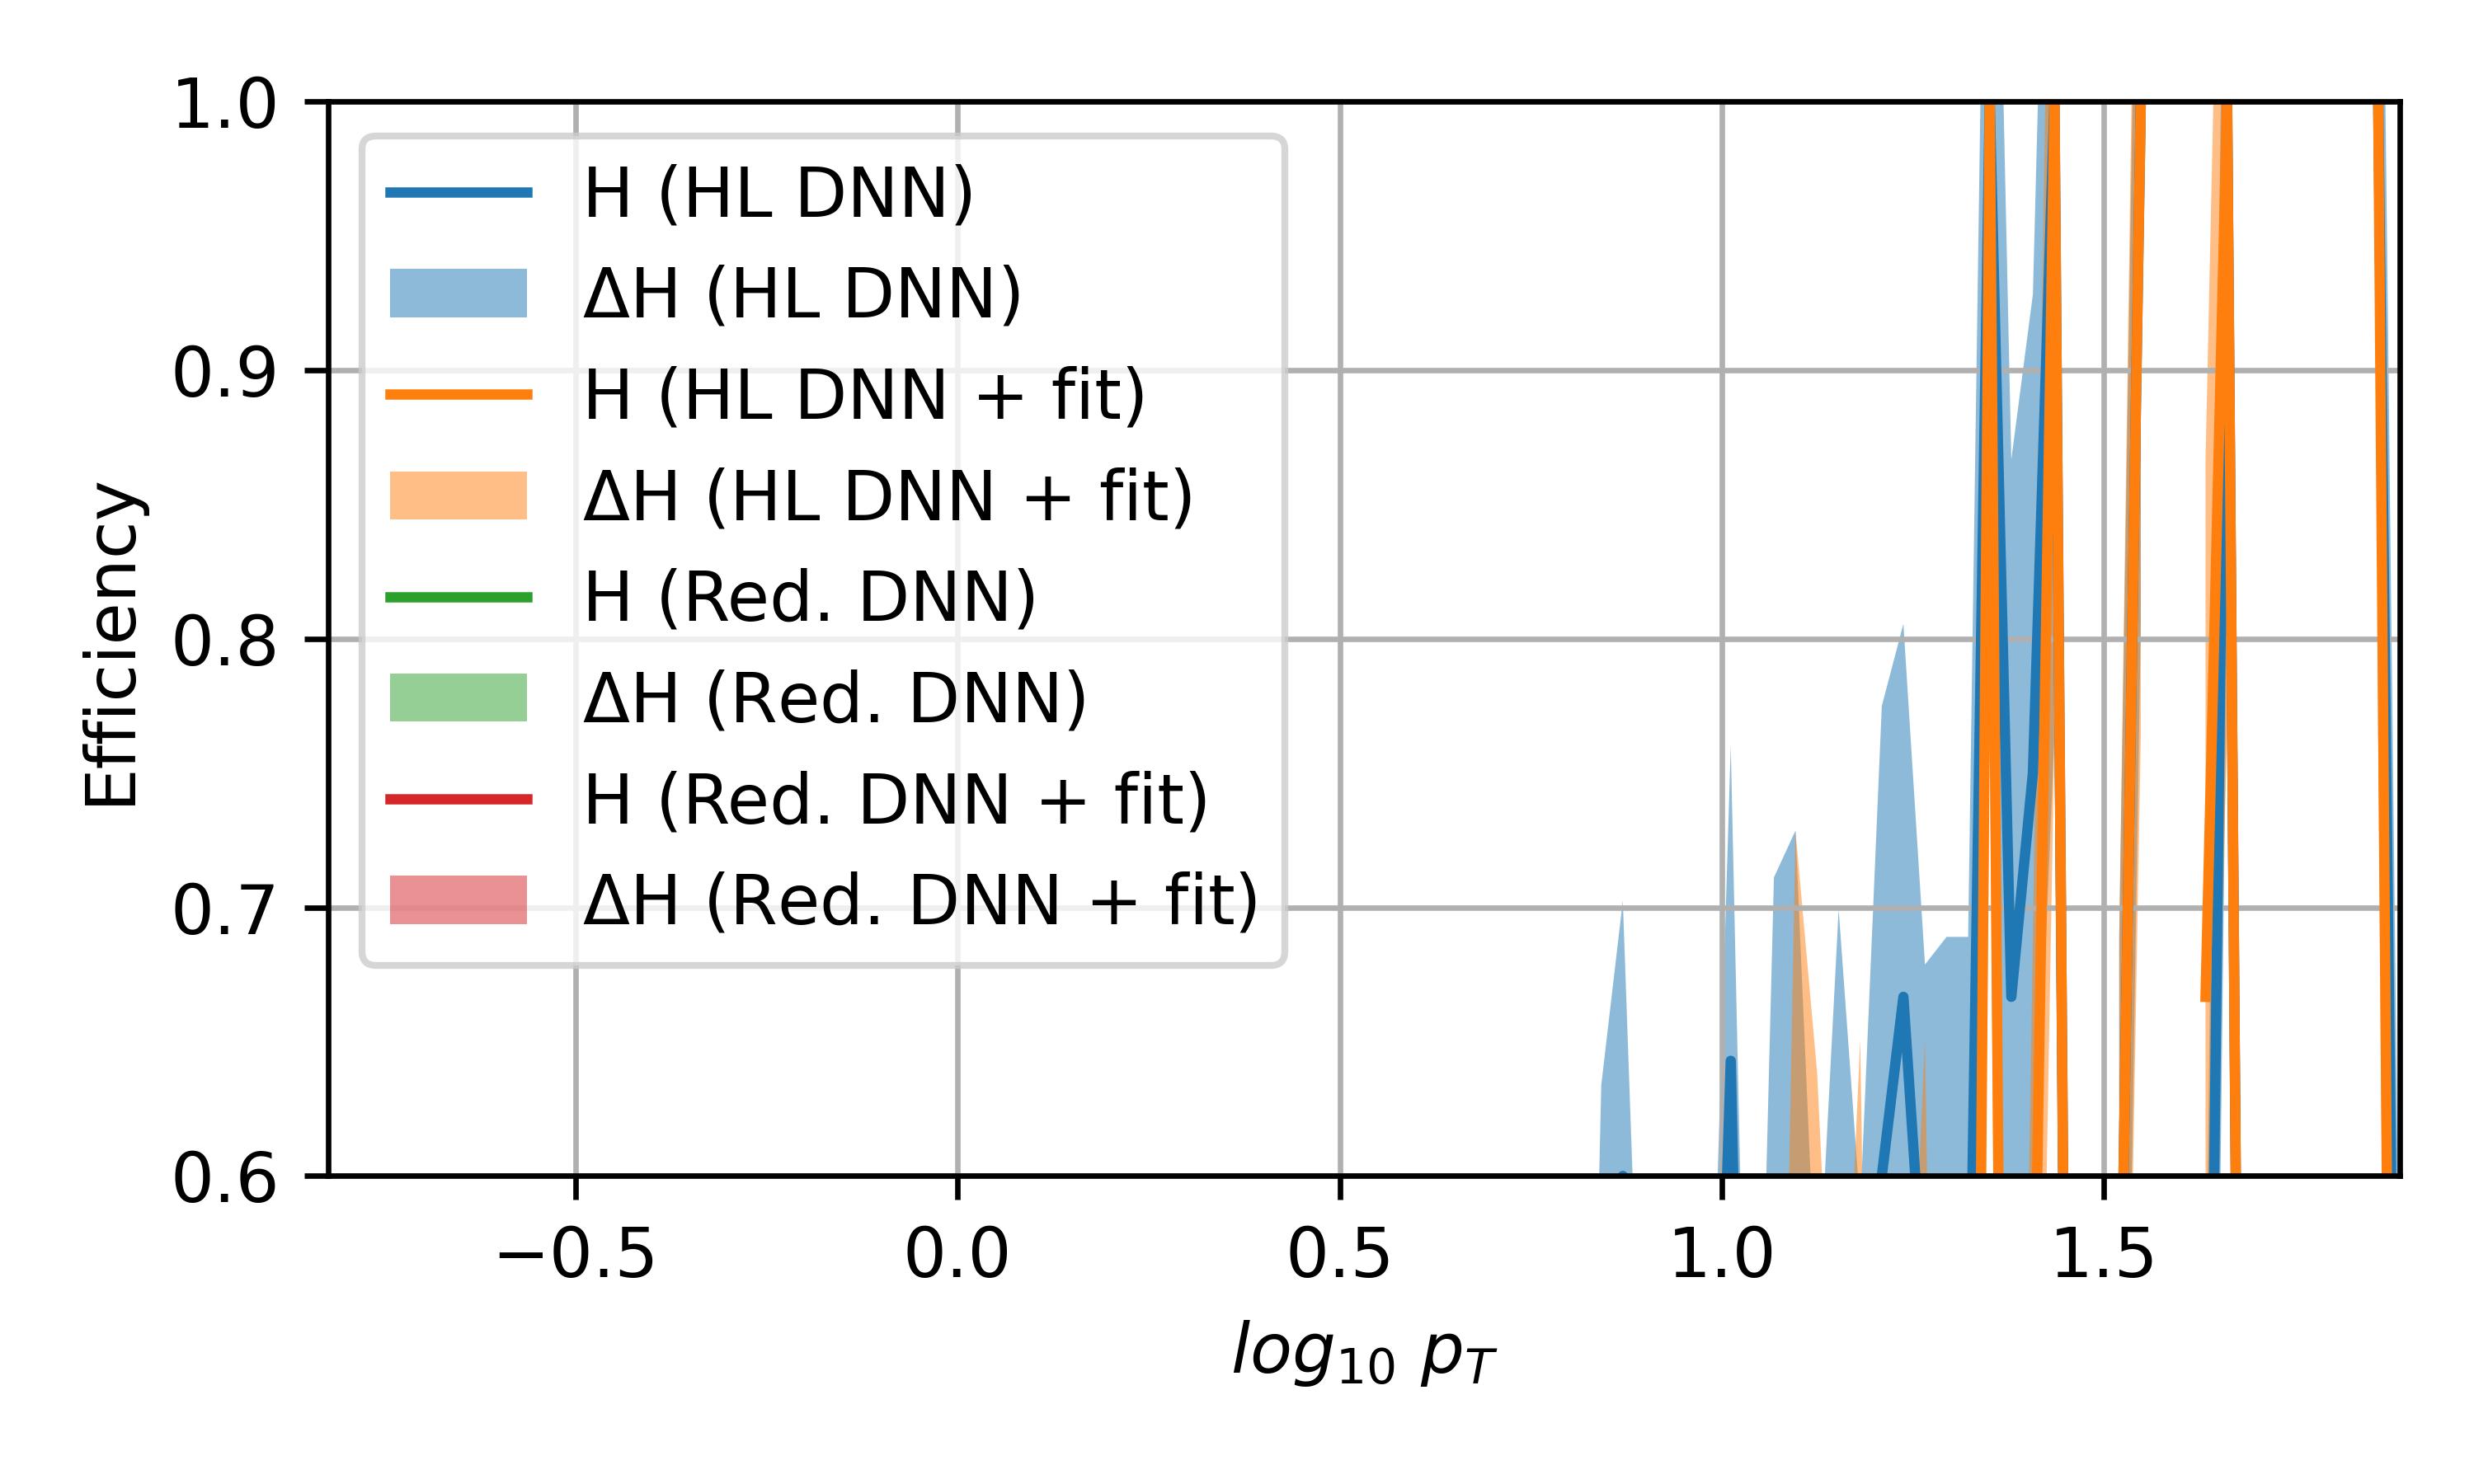 1.0
0.9
0.8
0.7
0.6
Efficiency
H (HL DNN)
ΔH (HL DNN)
H (HL DNN + fit)
ΔH (HL DNN + fit)
H (Red. DNN)
ΔH (Red. DNN)
H (Red. DNN + fit)
ΔH (Red. DNN + fit)
−0.5 0.0 0.5 1.0 1.5
log₁₀ p_T